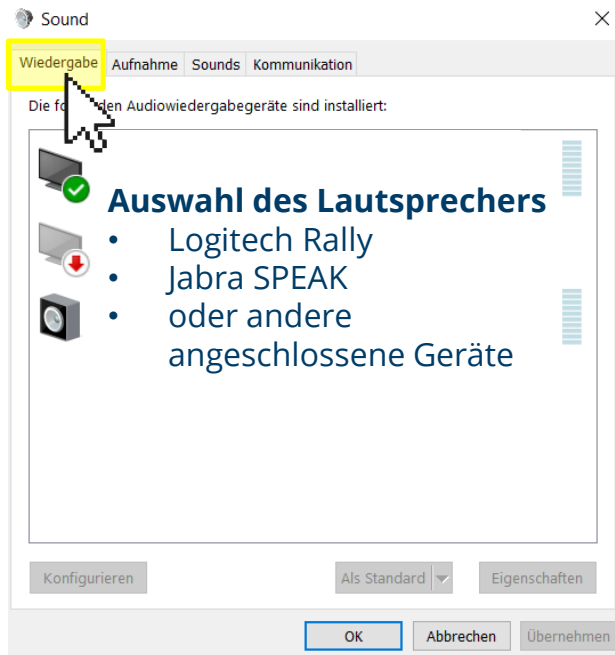 Sound
Wiedergabe Aufnahme Sounds Kommunikation
Die fo den Audiowiedergabegeräte sind installiert:
Auswahl des Lautsprechers
• Logitech Rally
• Jabra SPEAK
• oder andere
angeschlossene Geräte
Konfigurieren Als Standard Eigenschaften
OK Abbrechen Übernehmen